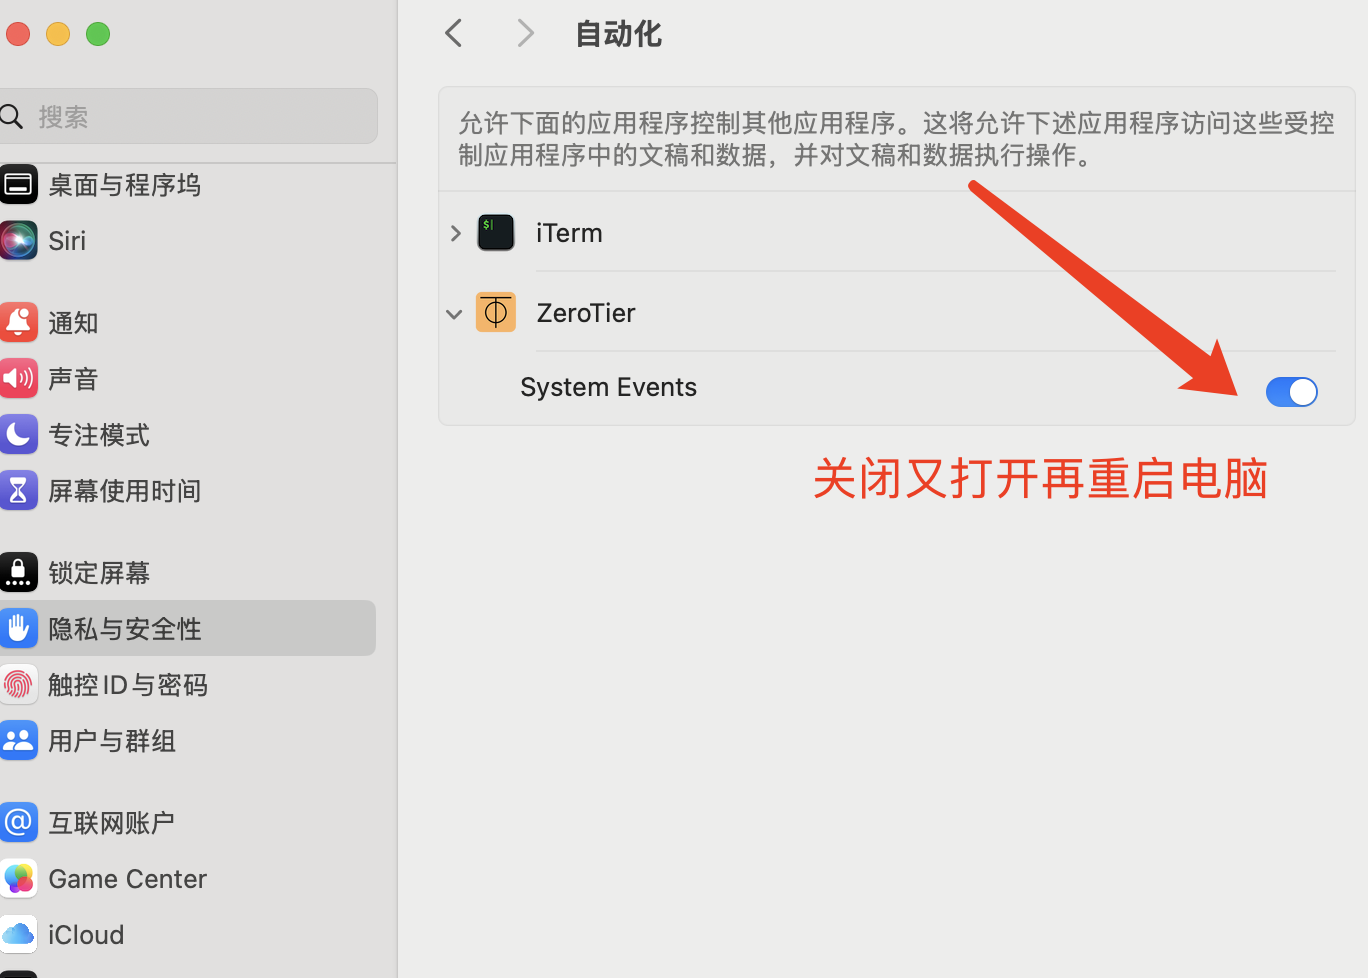 自动化
搜索
桌面与程序坞
Siri
通知
声音
专注模式
屏幕使用时间
锁定屏幕
隐私与安全性
触控 ID 与密码
用户与群组
互联网账户
Game Center
iCloud
允许下面的应用程序控制其他应用程序。这将允许下述应用程序访问这些受控
制应用程序中的文稿和数据，并对文稿和数据执行操作。
$
iTerm
ZeroTier
System Events
关闭又打开再重启电脑